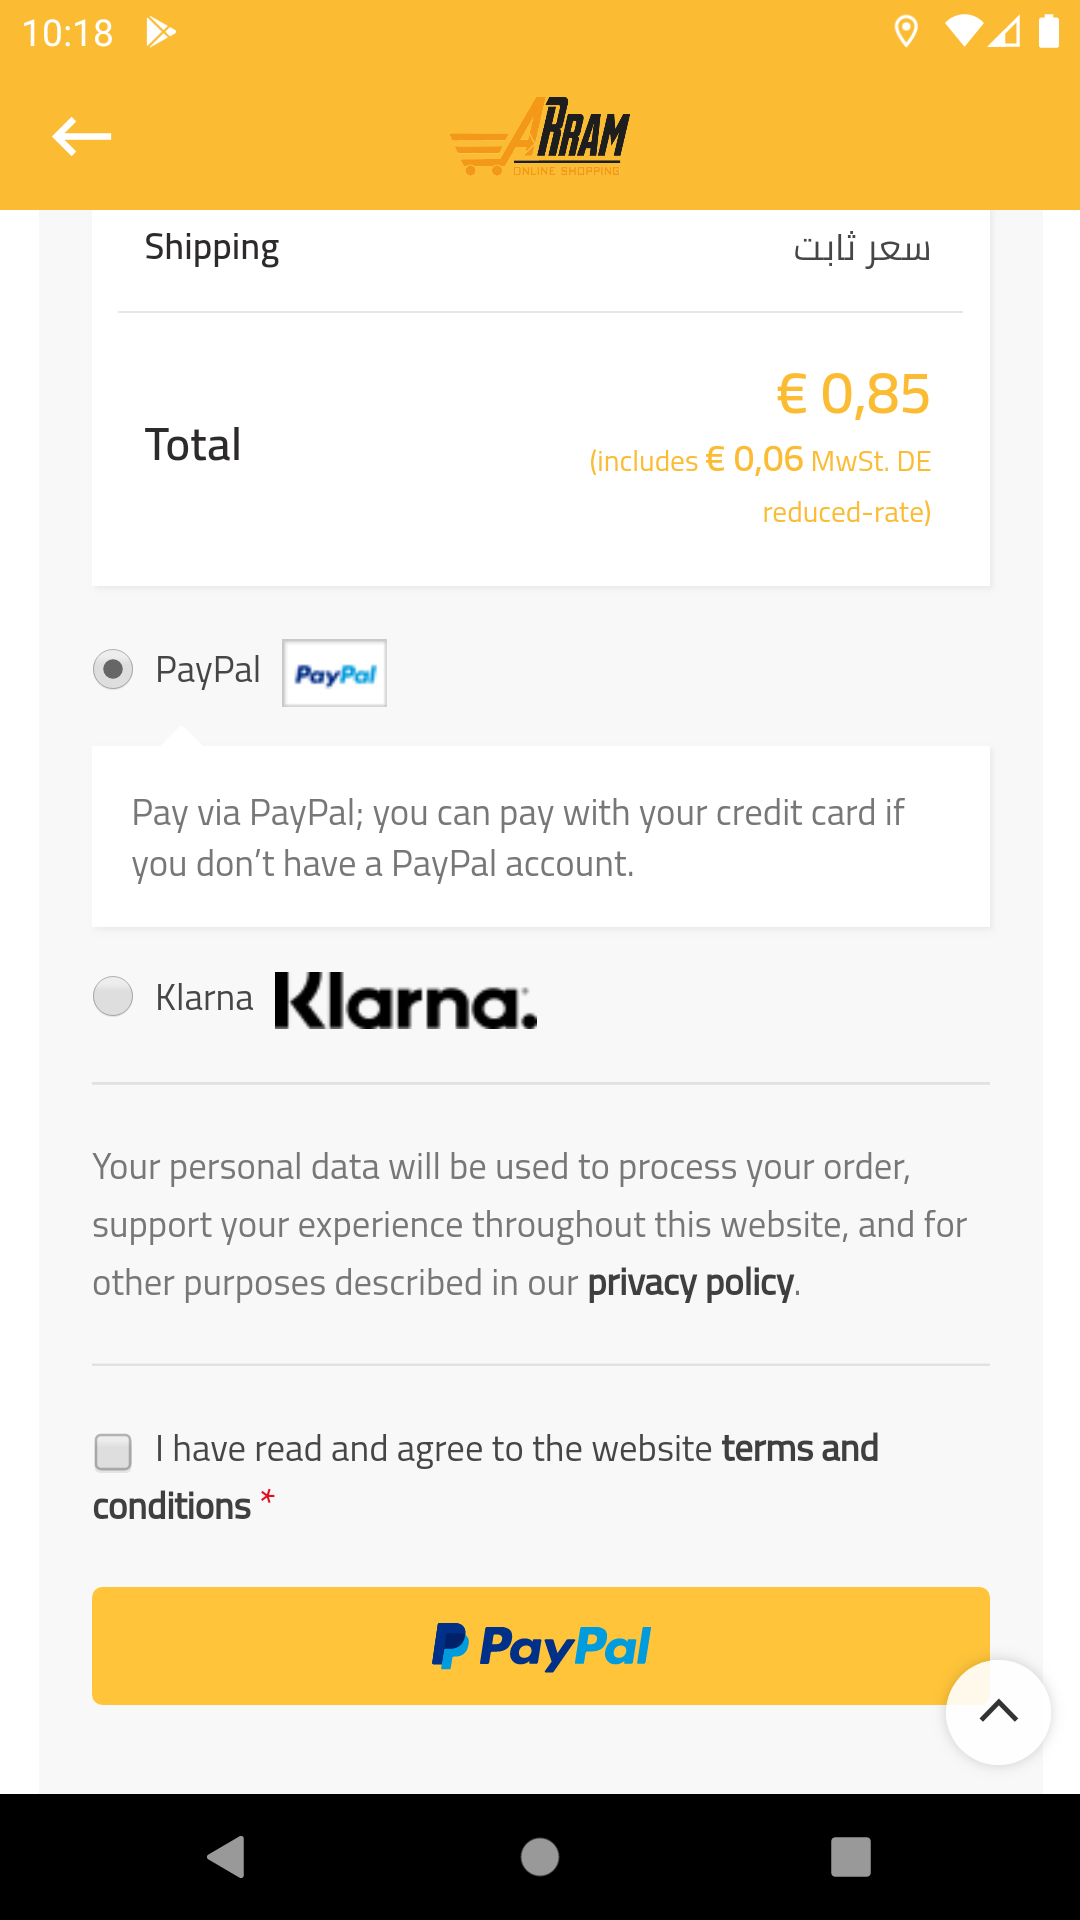 10:18
ARRAM
ONLINE SHOPPING
Shipping سعر ثابت
€ 0,85
Total
(includes € 0,06 MwSt. DE
reduced-rate)
PayPal PayPal
Pay via PayPal; you can pay with your credit card if
you don’t have a PayPal account.
Klarna Klarna.
Your personal data will be used to process your order,
support your experience throughout this website, and for
other purposes described in our privacy policy.
I have read and agree to the website terms and
conditions *
PayPal